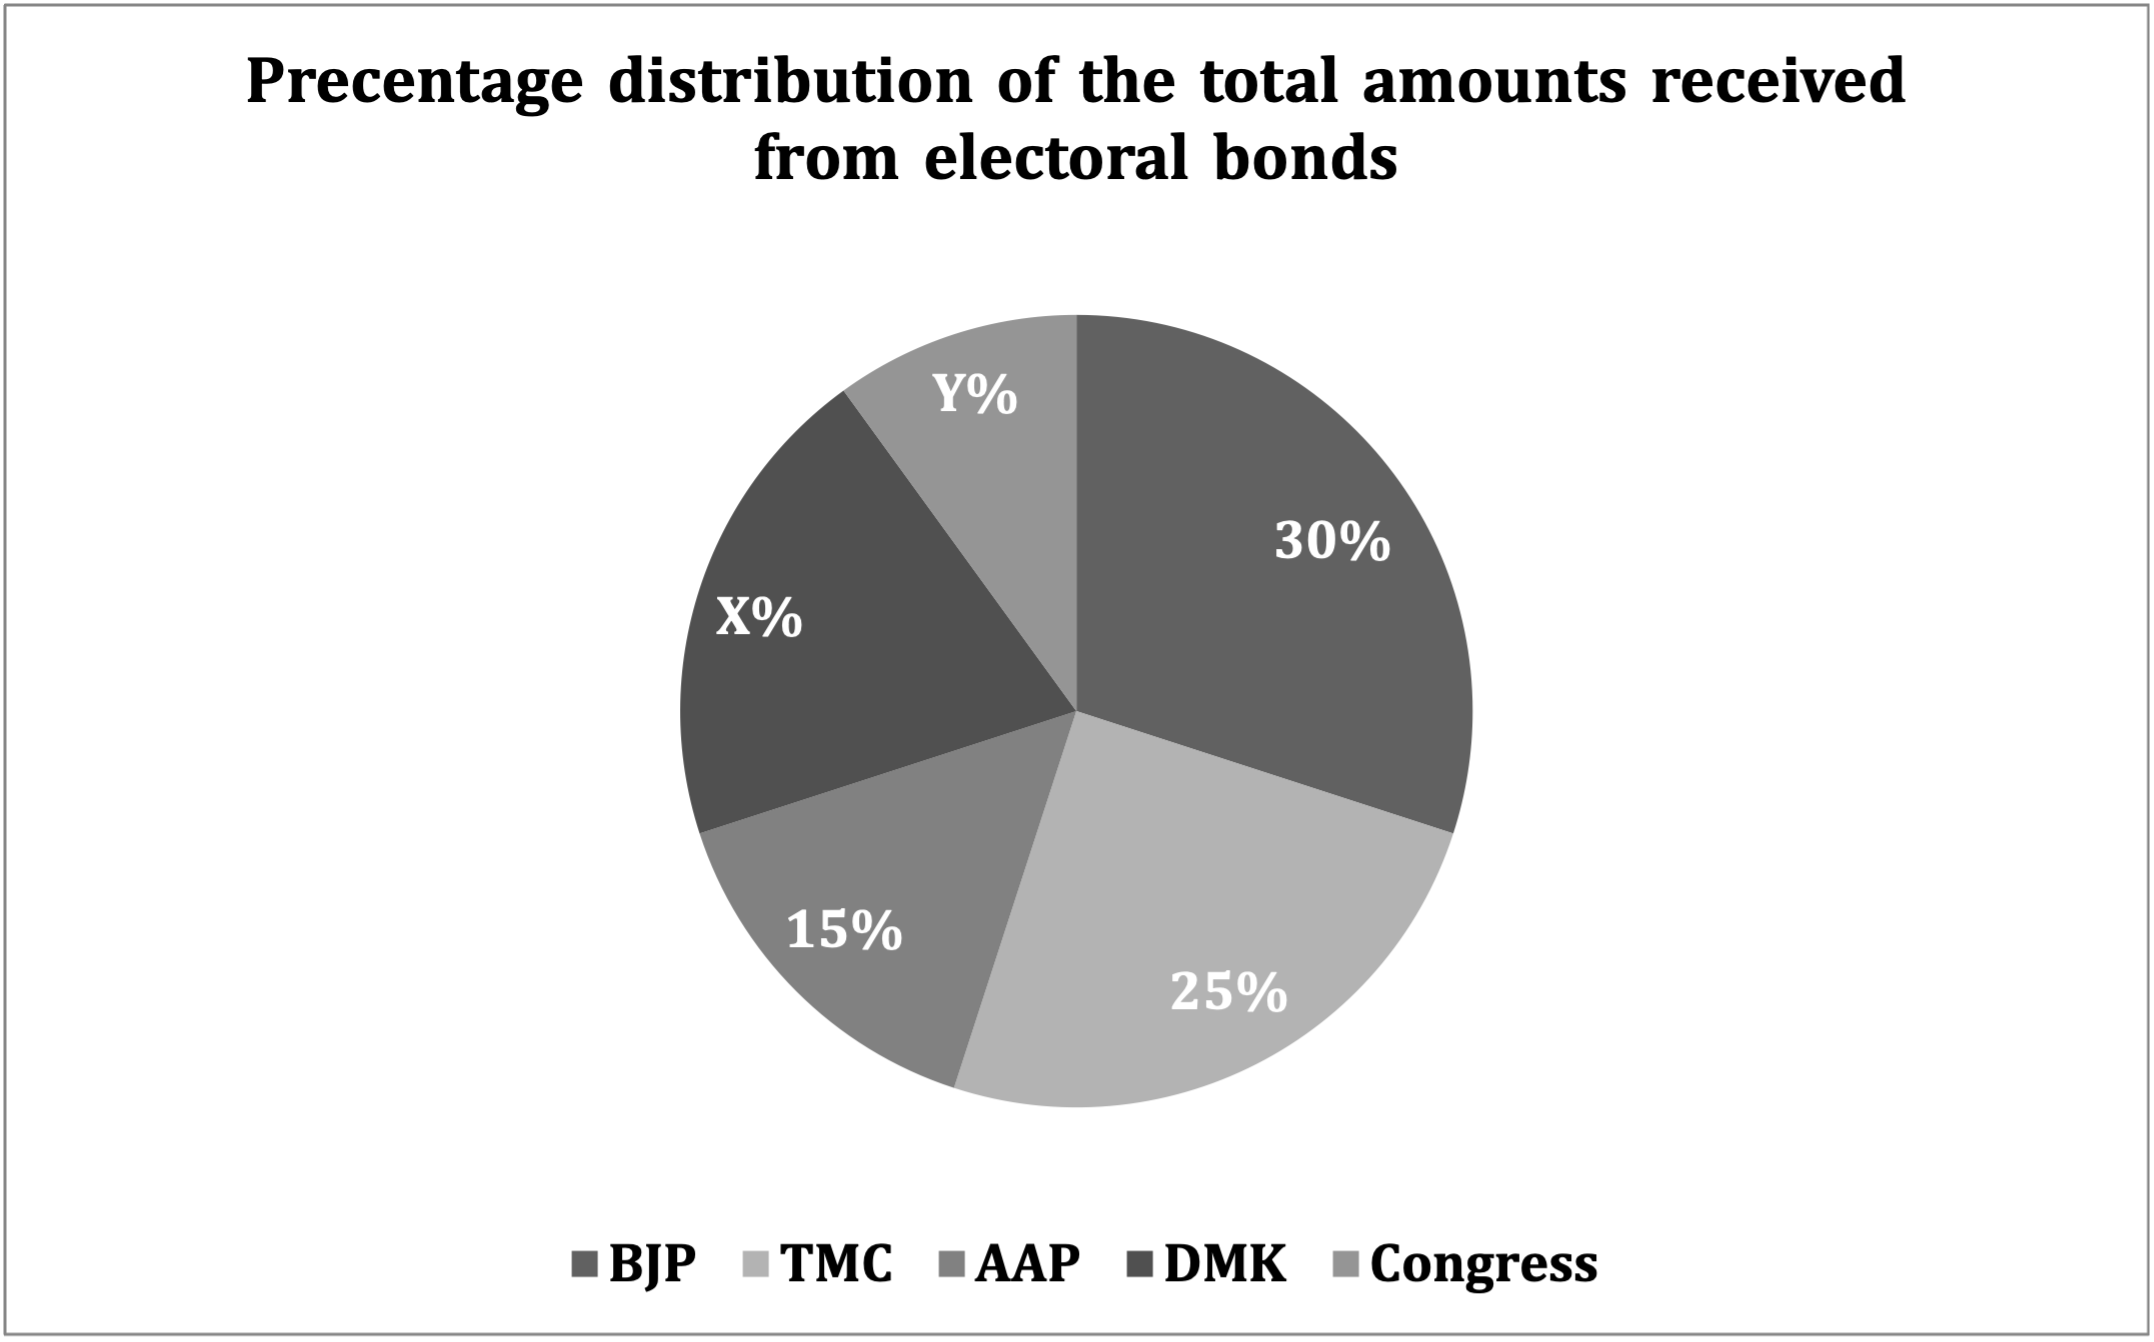 Precentage distribution of the total amounts received
from electoral bonds
Y%
30%
X%
15%
25%
BJP TMC AAP DMK Congress